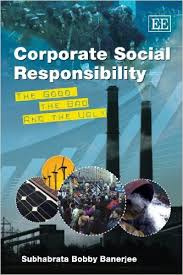 EE
Corporate Social
Responsibility
THE GOOD,
THE BAD
AND THE UGLY
Subhabrata Bobby Banerjee